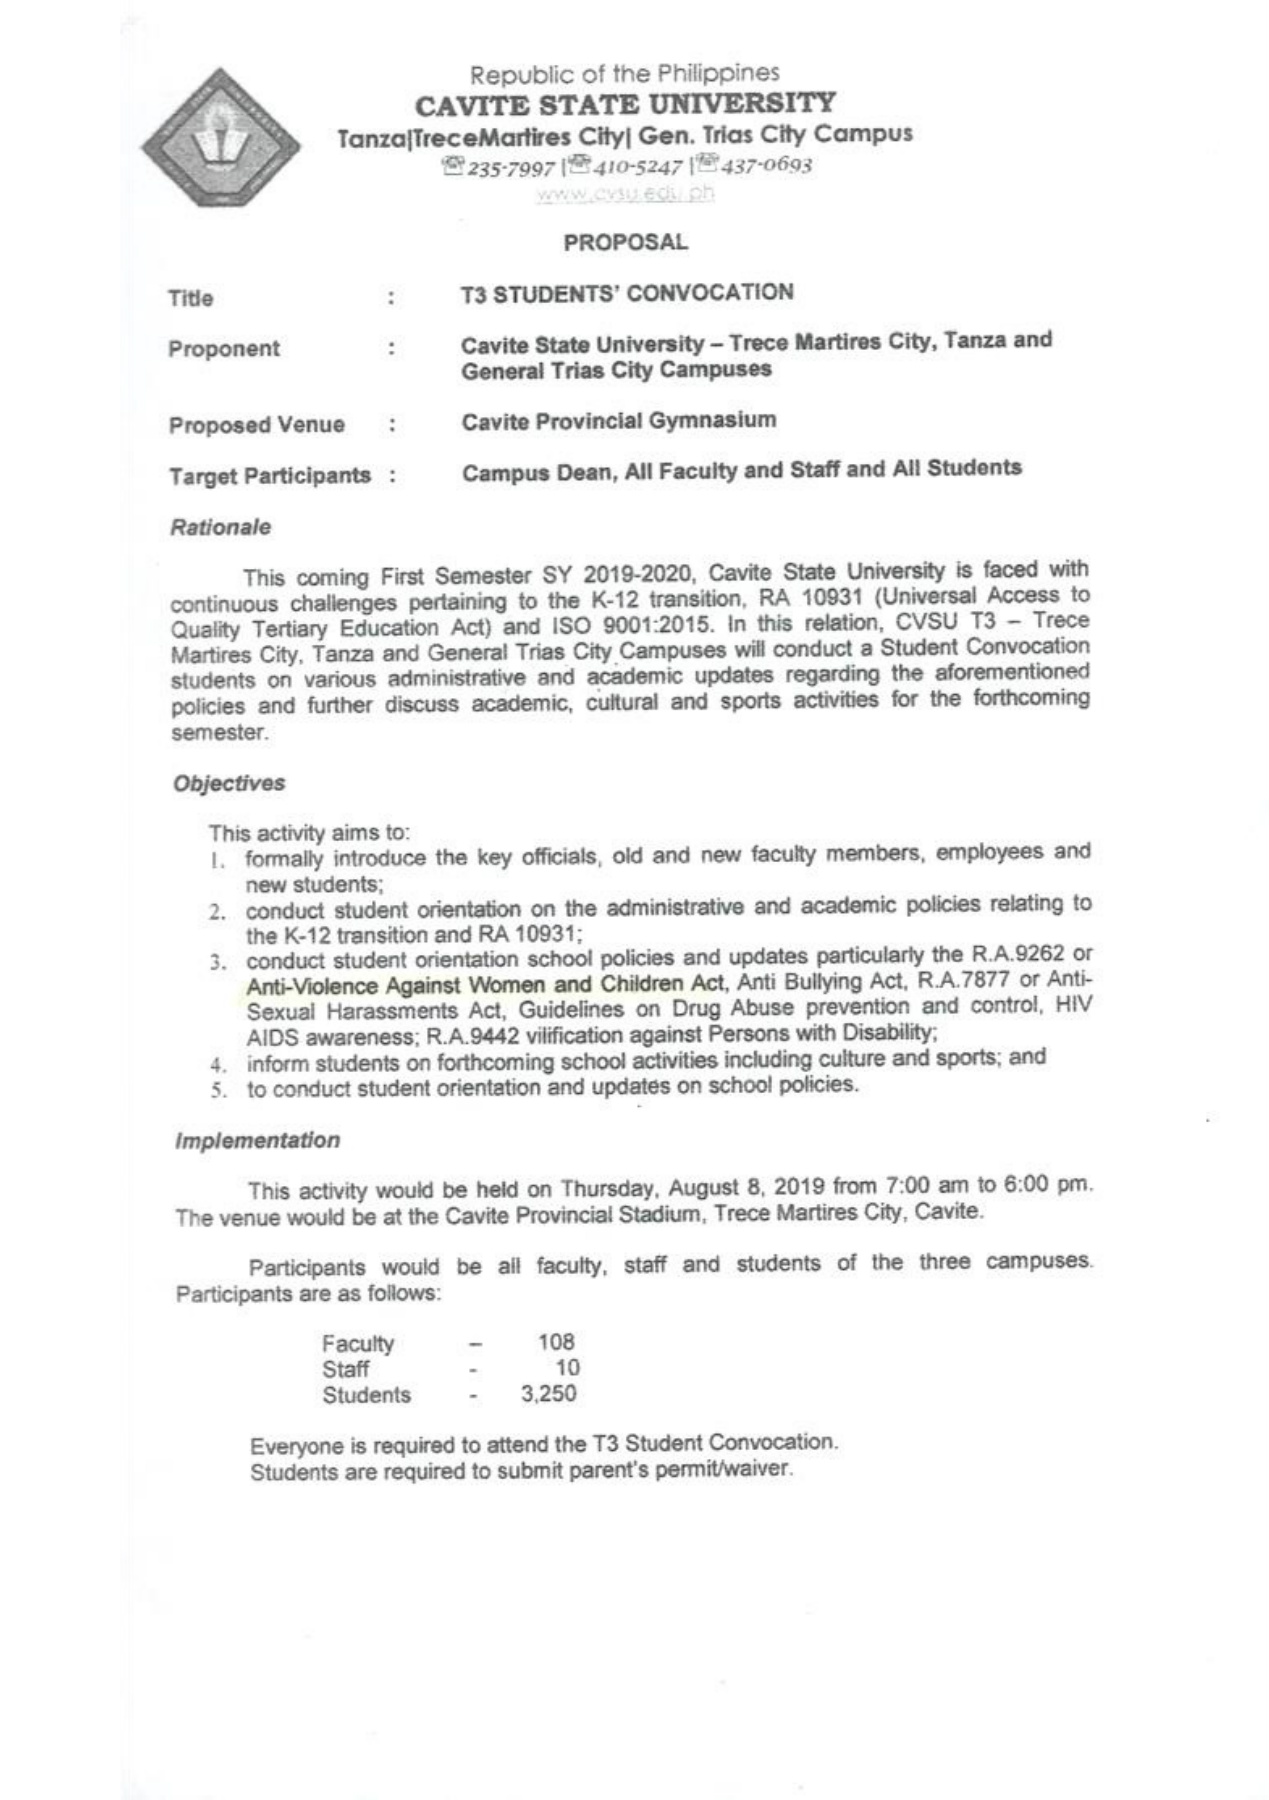 Republic of the Philippines
CAVITE STATE UNIVERSITY
Tanza|TreceMartires City| Gen. Trias City Campus
☏235-7997 |☏410-5247 |☏437-0693
www.cvsu.edu.ph
PROPOSAL
Title : T3 STUDENTS' CONVOCATION
Proponent : Cavite State University – Trece Martires City, Tanza and
General Trias City Campuses
Proposed Venue : Cavite Provincial Gymnasium
Target Participants : Campus Dean, All Faculty and Staff and All Students
Rationale
This coming First Semester SY 2019-2020, Cavite State University is faced with
continuous challenges pertaining to the K-12 transition, RA 10931 (Universal Access to
Quality Tertiary Education Act) and ISO 9001:2015. In this relation, CVSU T3 – Trece
Martires City, Tanza and General Trias City Campuses will conduct a Student Convocation
students on various administrative and academic updates regarding the aforementioned
policies and further discuss academic, cultural and sports activities for the forthcoming
semester.
Objectives
This activity aims to:
1. formally introduce the key officials, old and new faculty members, employees and
new students;
2. conduct student orientation on the administrative and academic policies relating to
the K-12 transition and RA 10931;
3. conduct student orientation school policies and updates particularly the R.A.9262 or
Anti-Violence Against Women and Children Act, Anti Bullying Act, R.A.7877 or Anti-
Sexual Harassments Act, Guidelines on Drug Abuse prevention and control, HIV
AIDS awareness; R.A.9442 vilification against Persons with Disability;
4. inform students on forthcoming school activities including culture and sports; and
5. to conduct student orientation and updates on school policies.
Implementation
This activity would be held on Thursday, August 8, 2019 from 7:00 am to 6:00 pm.
The venue would be at the Cavite Provincial Stadium, Trece Martires City, Cavite.
Participants would be all faculty, staff and students of the three campuses.
Participants are as follows:
Faculty – 108
Staff - 10
Students - 3,250
Everyone is required to attend the T3 Student Convocation.
Students are required to submit parent's permit/waiver.